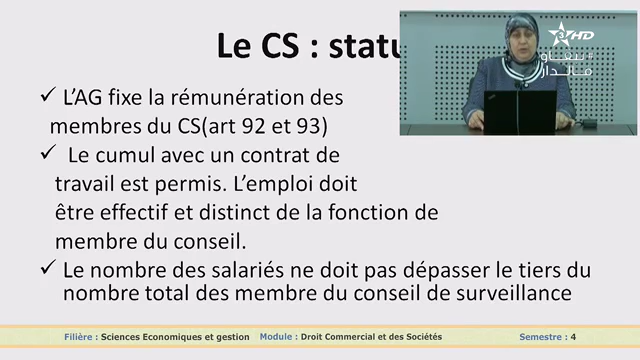 Le CS : statu
3HD
#بتبقاو
فالدار
✓ L'AG fixe la rémunération des
membres du CS(art 92 et 93)
✓ Le cumul avec un contrat de
travail est permis. L'emploi doit
être effectif et distinct de la fonction de
membre du conseil.
✓ Le nombre des salariés ne doit pas dépasser le tiers du
nombre total des membre du conseil de surveillance
Filière : Sciences Economiques et gestion Module : Droit Commercial et des Sociétés Semestre : 4